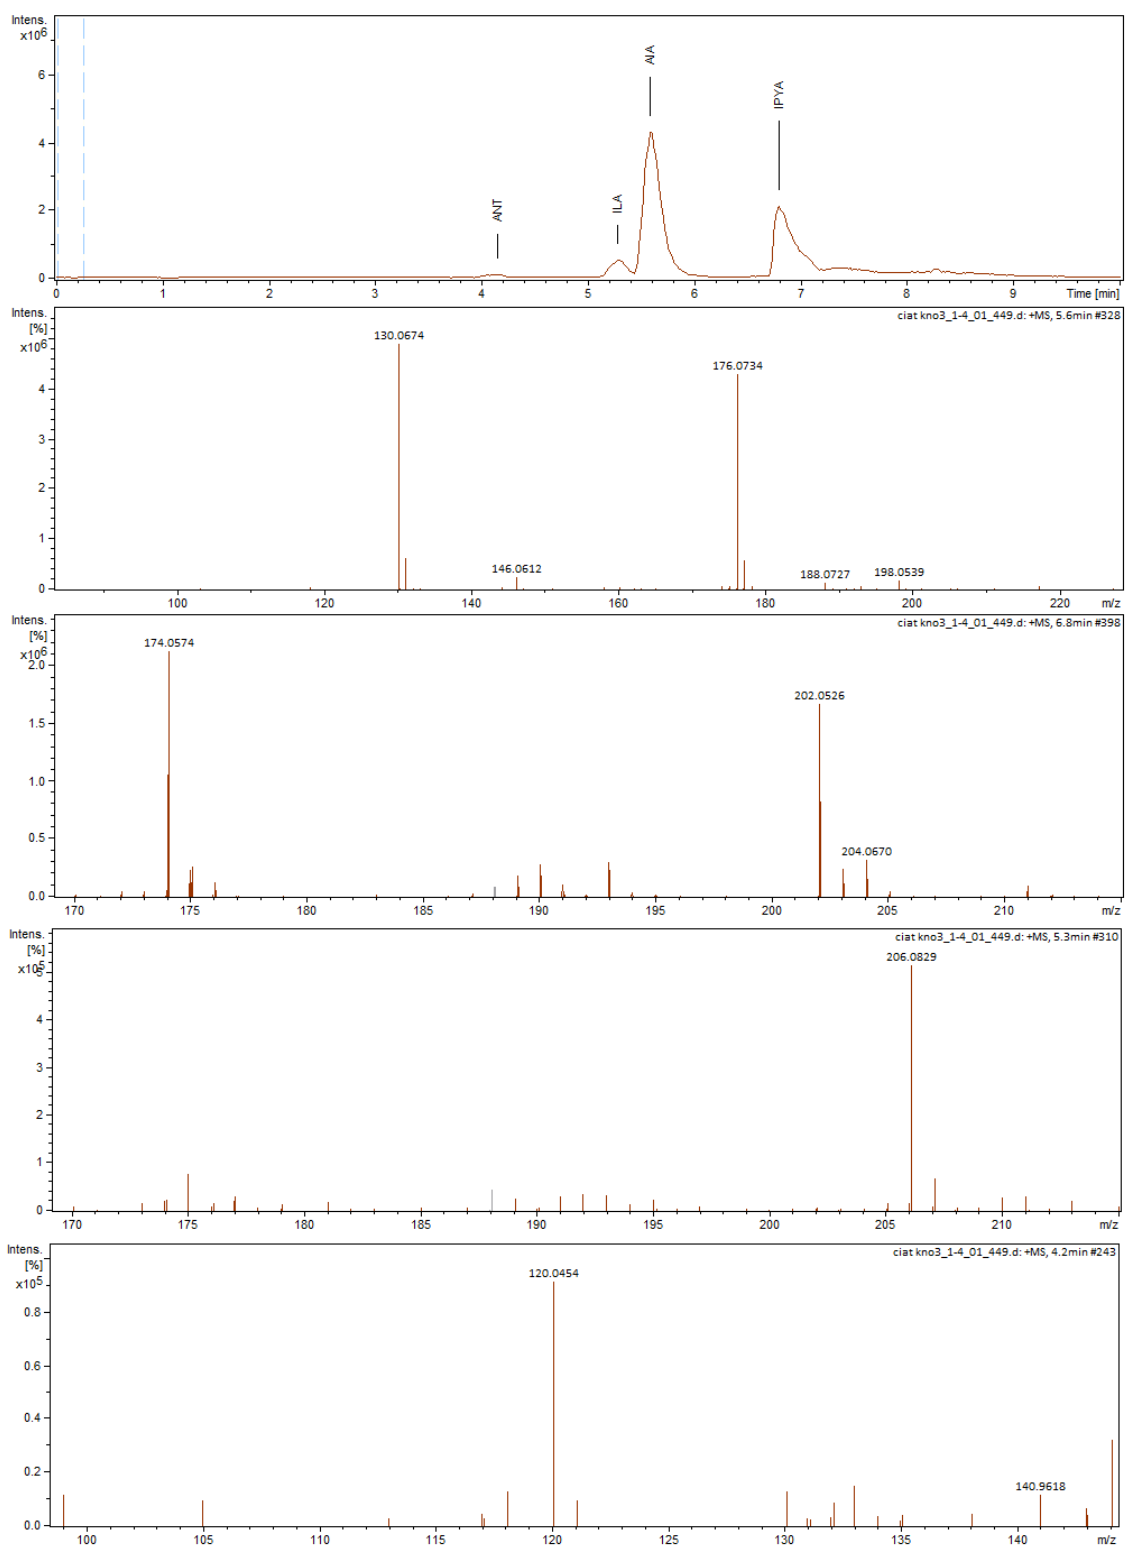 Intens.
x10⁶
6
4
2
0
ANT
ILA
AIA
IPYA
0 1 2 3 4 5 6 7 8 9 Time [min]
Intens.
[%]
x10⁶
ciat kno3_1-4_01_449.d: +MS, 5.6min #328
130.0674
176.0734
4
3
2
1
146.0612
188.0727
198.0539
0
100 120 140 160 180 200 220 m/z
Intens.
[%]
x10⁶
ciat kno3_1-4_01_449.d: +MS, 6.8min #398
174.0574
2.0
202.0526
1.5
1.0
204.0670
0.5
0.0
170 175 180 185 190 195 200 205 210 m/z
Intens.
[%]
x10⁵
ciat kno3_1-4_01_449.d: +MS, 5.3min #310
206.0829
5
4
3
2
1
0
170 175 180 185 190 195 200 205 210 m/z
Intens.
[%]
x10⁵
ciat kno3_1-4_01_449.d: +MS, 4.2min #243
120.0454
0.8
0.6
0.4
0.2
140.9618
0.0
100 105 110 115 120 125 130 135 140 m/z